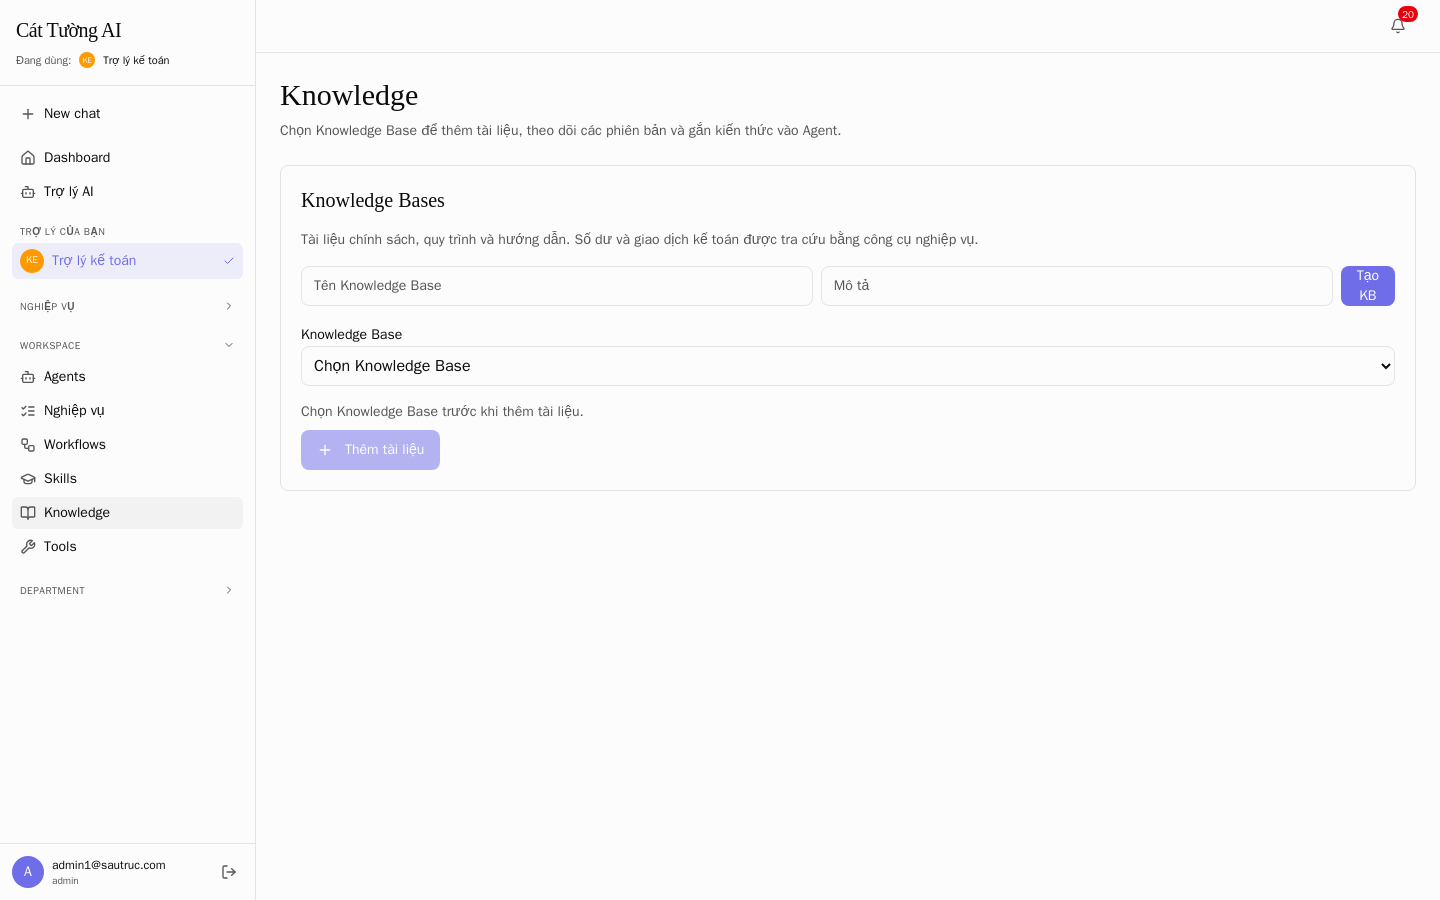 Cát Tường AI
Đang dùng: KE Trợ lý kế toán
20
New chat
Dashboard
Trợ lý AI
TRỢ LÝ CỦA BẠN
KE Trợ lý kế toán
NGHIỆP VỤ
WORKSPACE
Agents
Nghiệp vụ
Workflows
Skills
Knowledge
Tools
DEPARTMENT
A
admin1@sautruc.com
admin
Knowledge
Chọn Knowledge Base để thêm tài liệu, theo dõi các phiên bản và gắn kiến thức vào Agent.
Knowledge Bases
Tài liệu chính sách, quy trình và hướng dẫn. Số dư và giao dịch kế toán được tra cứu bằng công cụ nghiệp vụ.
Tên Knowledge Base
Mô tả
Tạo
KB
Knowledge Base
Chọn Knowledge Base
Chọn Knowledge Base trước khi thêm tài liệu.
Thêm tài liệu